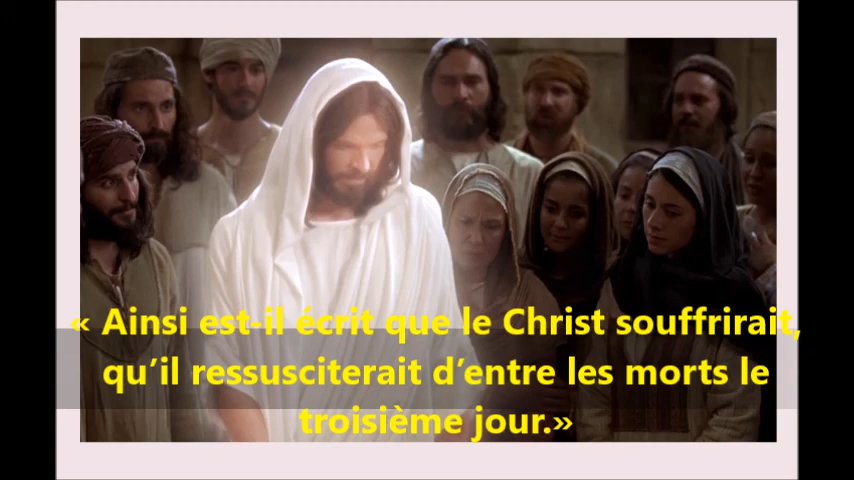 « Ainsi est-il écrit que le Christ souffrirait,
qu’il ressusciterait d’entre les morts le
troisième jour.»